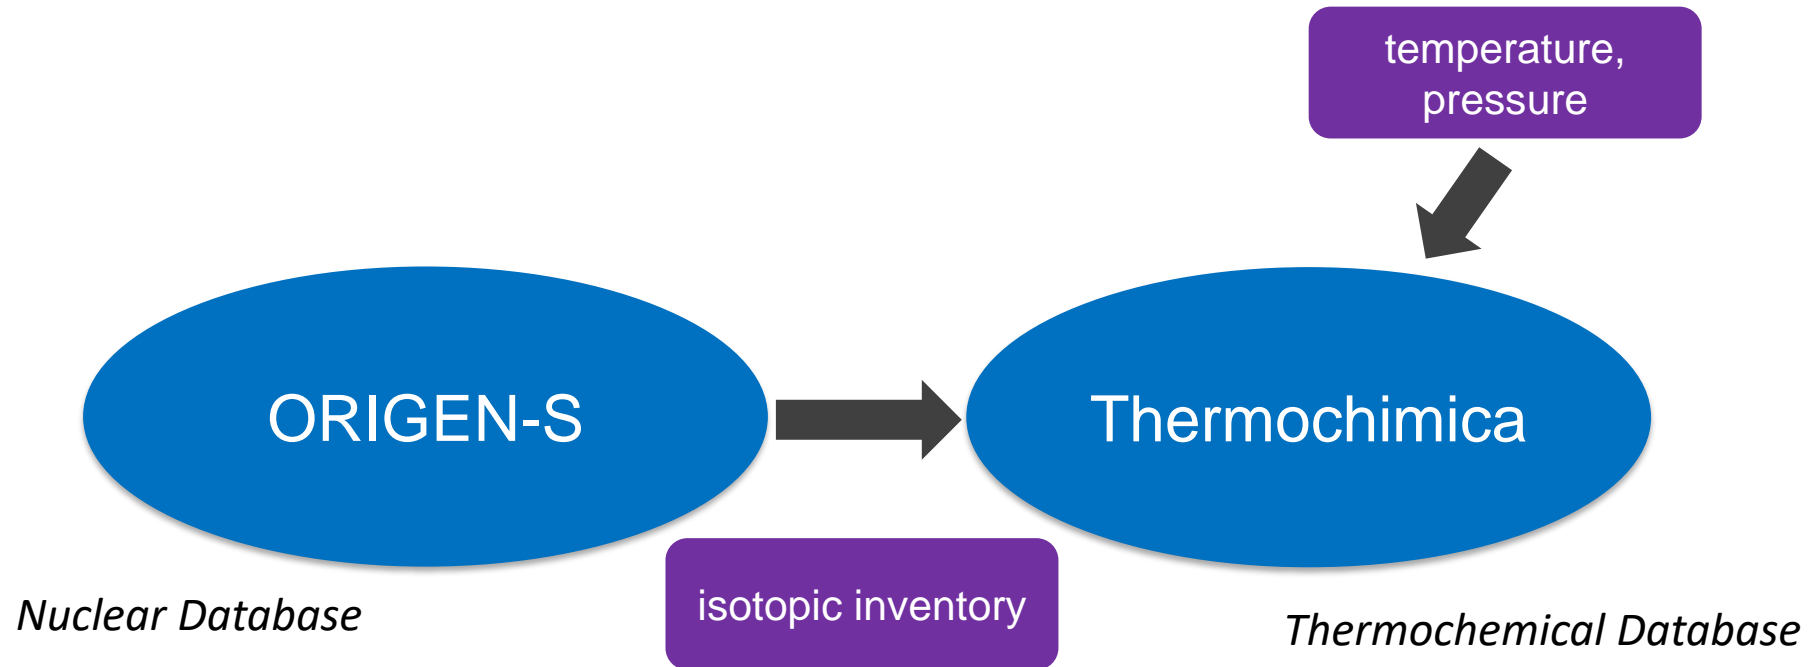 temperature,
pressure
ORIGEN-S
Thermochimica
isotopic inventory
Nuclear Database
Thermochemical Database